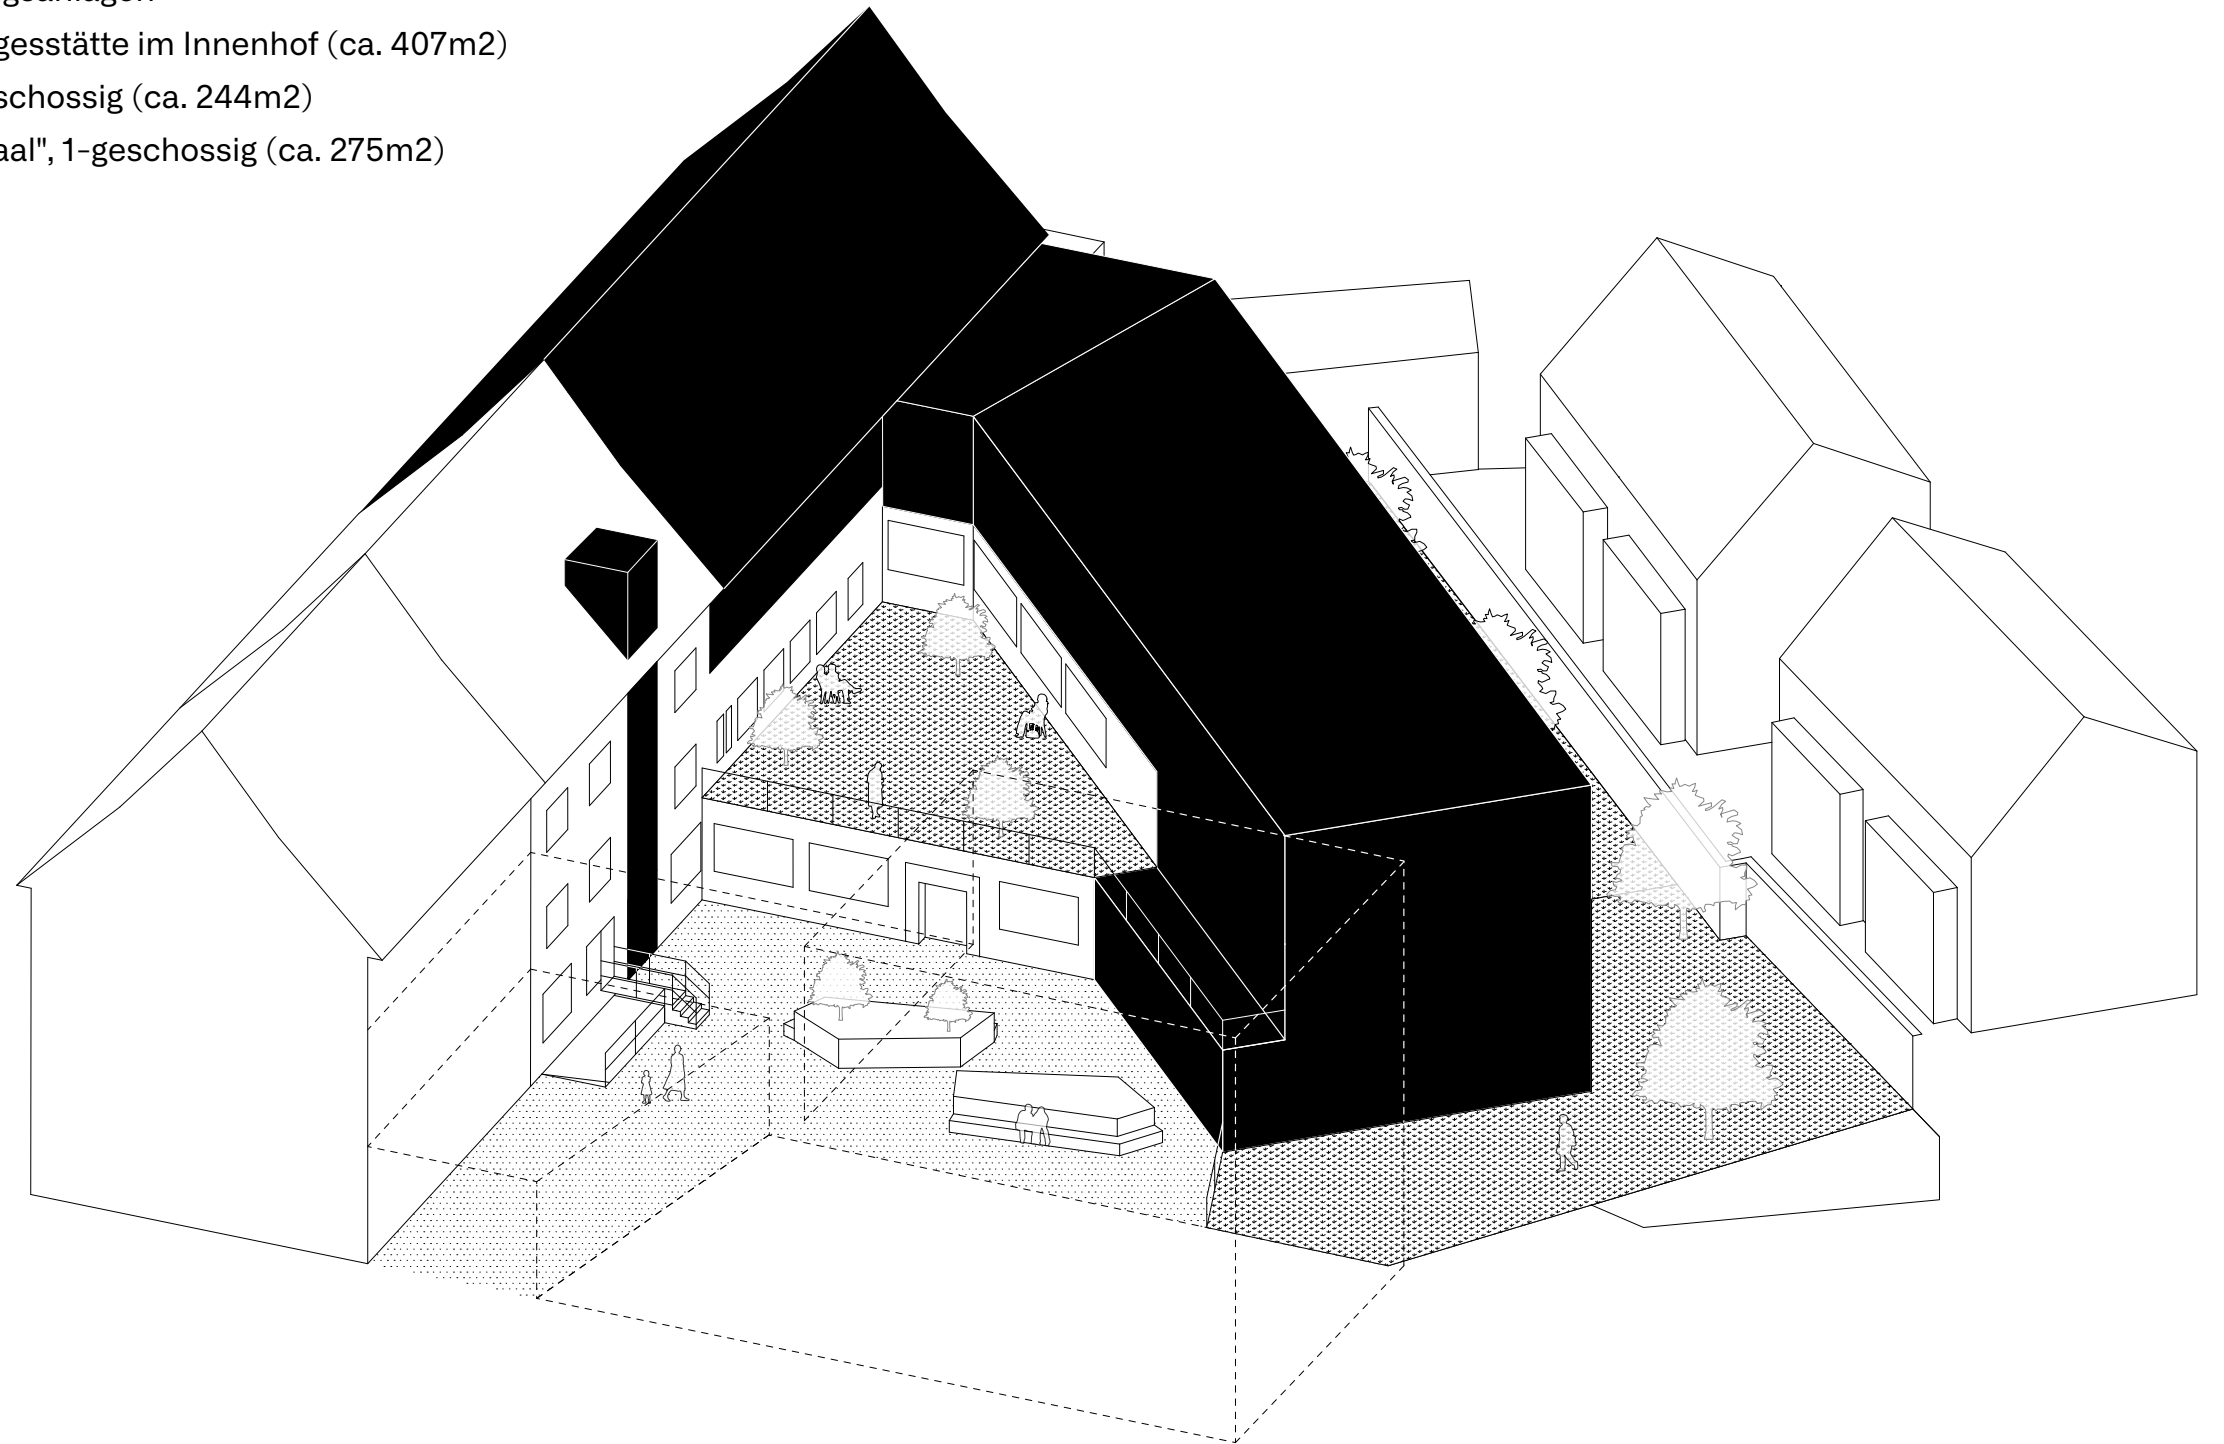 gesstätte im Innenhof (ca. 407m2)
schossig (ca. 244m2)
aal", 1-geschossig (ca. 275m2)